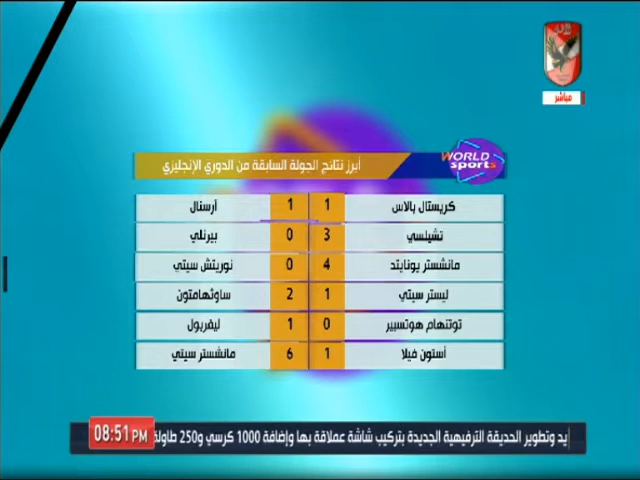 مباشر
WORLD
sports
أبرز نتائج الجولة السابقة من الدوري الإنجليزي
كريستال بالاس 1 1 آرسنال
تشيلسي 3 0 بيرنلي
مانشستر يونايتد 4 0 نوريتش سيتي
ليستر سيتي 1 2 ساوثهامتون
توتنهام هوتسبير 0 1 ليفربول
أستون فيلا 1 6 مانشستر سيتي
يد وتطوير الحديقة الترفيهية الجديدة بتركيب شاشة عملاقة بها وإضافة 1000 كرسي و250 طاولة
08:51 PM